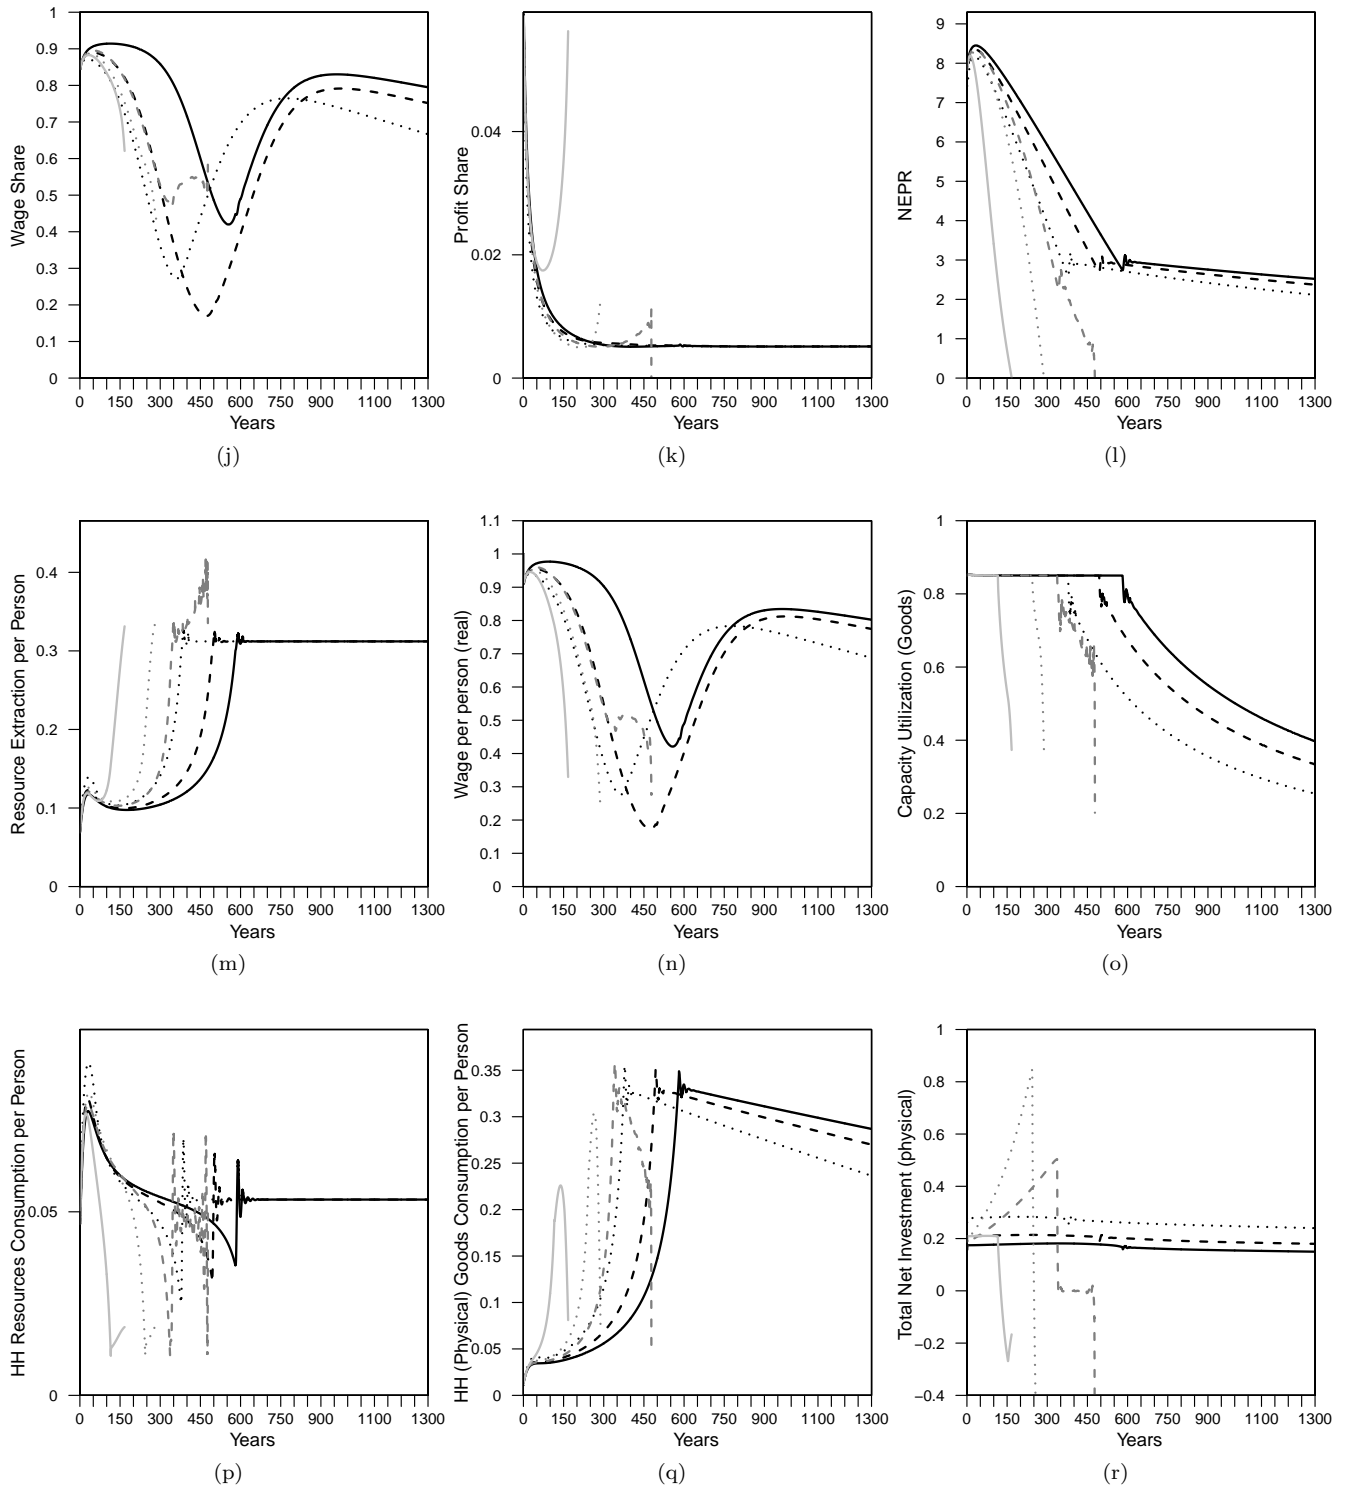 Wage Share
1
0.9
0.8
0.7
0.6
0.5
0.4
0.3
0.2
0.1
0
0 150 300 450 600 750 900 1100 1300
Years
(j)
Profit Share
0.04
0.02
0
0 150 300 450 600 750 900 1100 1300
Years
(k)
NEPR
9
8
7
6
5
4
3
2
1
0
0 150 300 450 600 750 900 1100 1300
Years
(l)
Resource Extraction per Person
0.4
0.3
0.2
0.1
0
0 150 300 450 600 750 900 1100 1300
Years
(m)
Wage per person (real)
1.1
1
0.9
0.8
0.7
0.6
0.5
0.4
0.3
0.2
0.1
0
0 150 300 450 600 750 900 1100 1300
Years
(n)
Capacity Utilization (Goods)
1
0.8
0.6
0.4
0.2
0
0 150 300 450 600 750 900 1100 1300
Years
(o)
HH Resources Consumption per Person
0.05
0
0 150 300 450 600 750 900 1100 1300
Years
(p)
HH (Physical) Goods Consumption per Person
0.35
0.3
0.25
0.2
0.15
0.1
0.05
0
0 150 300 450 600 750 900 1100 1300
Years
(q)
Total Net Investment (physical)
1
0.8
0.6
0.4
0.2
0
−0.2
−0.4
0 150 300 450 600 750 900 1100 1300
Years
(r)